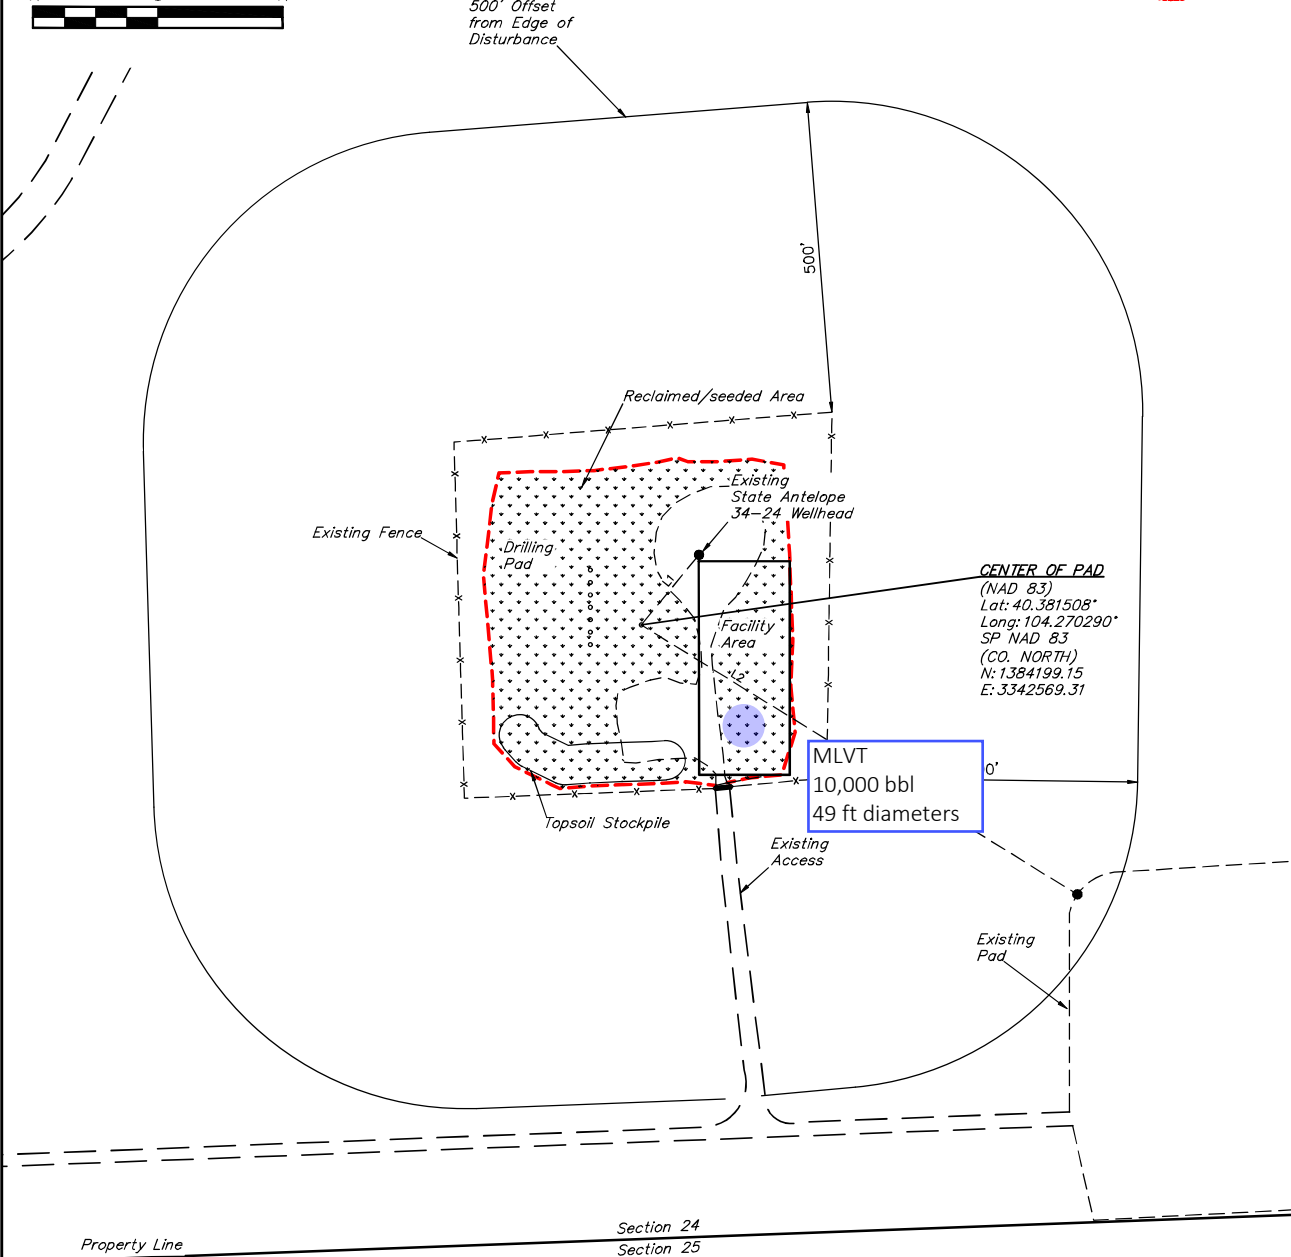 500' Offset
from Edge of
Disturbance
500'
Reclaimed/seeded Area
Existing
State Antelope
34-24 Wellhead
Existing Fence
Drilling
Pad
CENTER OF PAD
(NAD 83)
Lat: 40.381508°
Long: 104.270290°
SP NAD 83
(CO. NORTH)
N: 1384199.15
E: 3342569.31
L1
Facility
Area
L2
MLVT
10,000 bbl
49 ft diameters
0'
Topsoil Stockpile
Existing
Access
Existing
Pad
Section 24
Property Line
Section 25